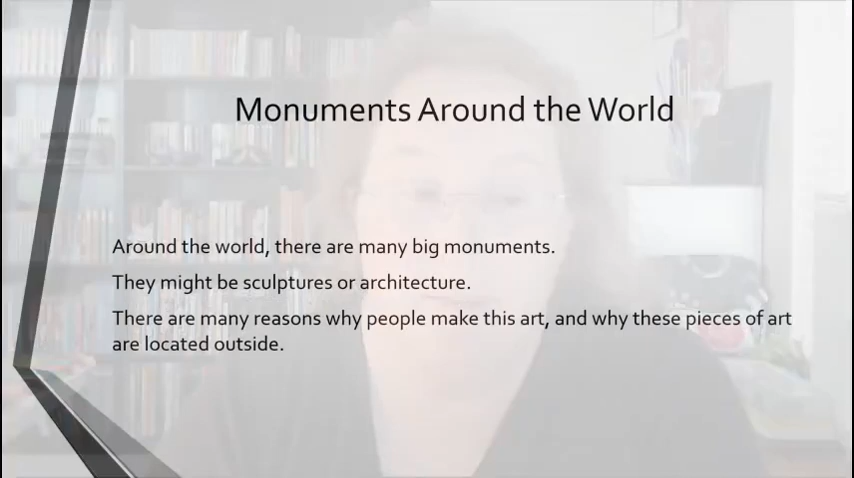 Monuments Around the World
Around the world, there are many big monuments.
They might be sculptures or architecture.
There are many reasons why people make this art, and why these pieces of art
are located outside.